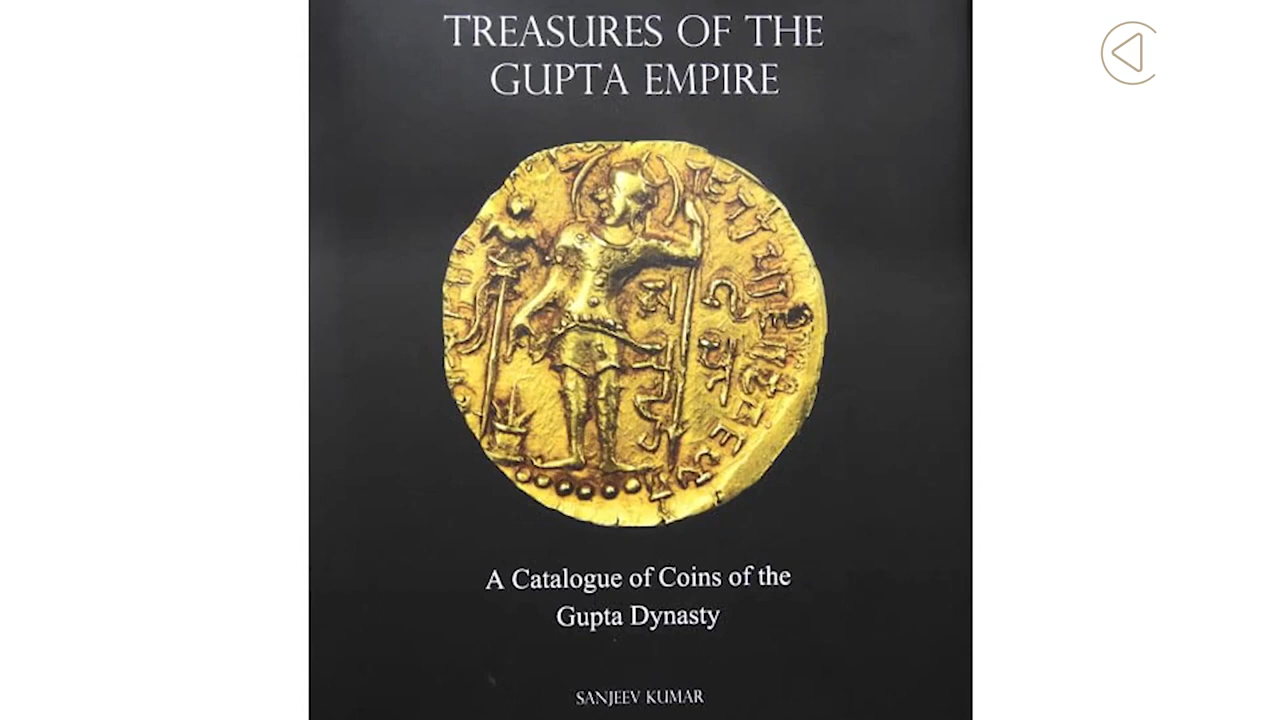 TREASURES OF THE
GUPTA EMPIRE
A Catalogue of Coins of the
Gupta Dynasty
SANJEEV KUMAR